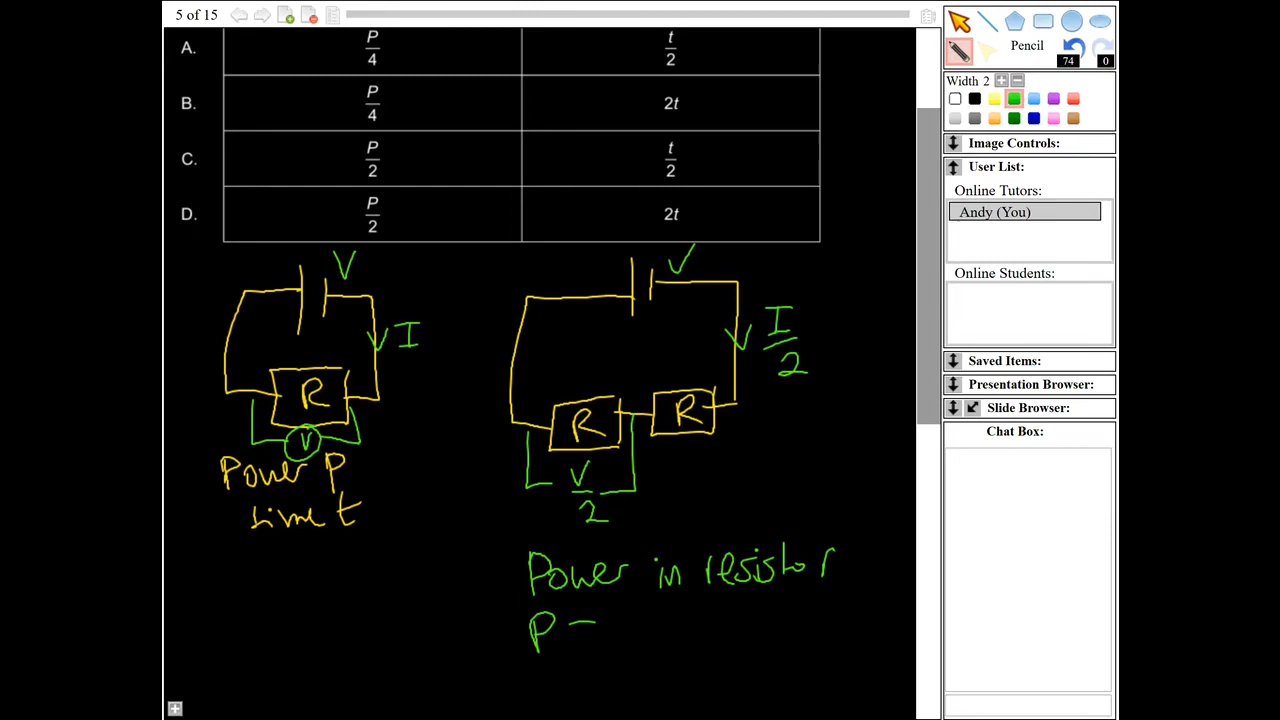 5 of 15
A. P/4 t/2
B. P/4 2t
C. P/2 t/2
D. P/2 2t
V
V
I
I/2
R
R
R
V
V/2
Power P
time t
Power in resistor
P =
Pencil
74 0
Width 2
Image Controls:
User List:
Online Tutors:
Andy (You)
Online Students:
Saved Items:
Presentation Browser:
Slide Browser:
Chat Box: